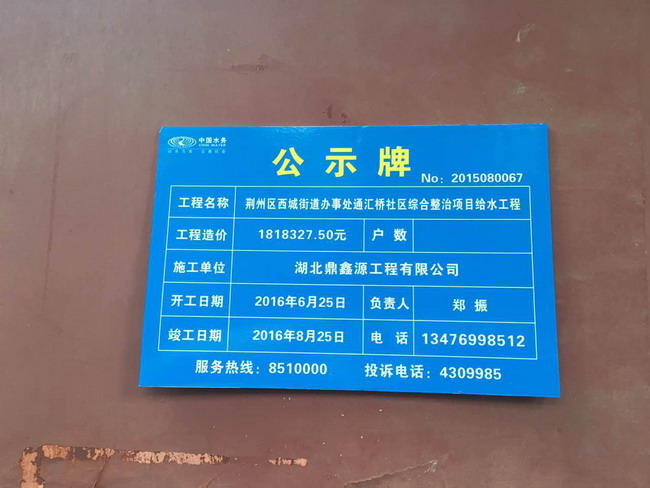 中国水务
CHINA WATER
公示牌
No: 2015080067
工程名称 荆州区西城街道办事处通汇桥社区综合整治项目给水工程
工程造价 1818327.50元 户 数
施工单位 湖北鼎鑫源工程有限公司
开工日期 2016年6月25日 负责人 郑 振
竣工日期 2016年8月25日 电 话 13476998512
服务热线: 8510000 投诉电话: 4309985